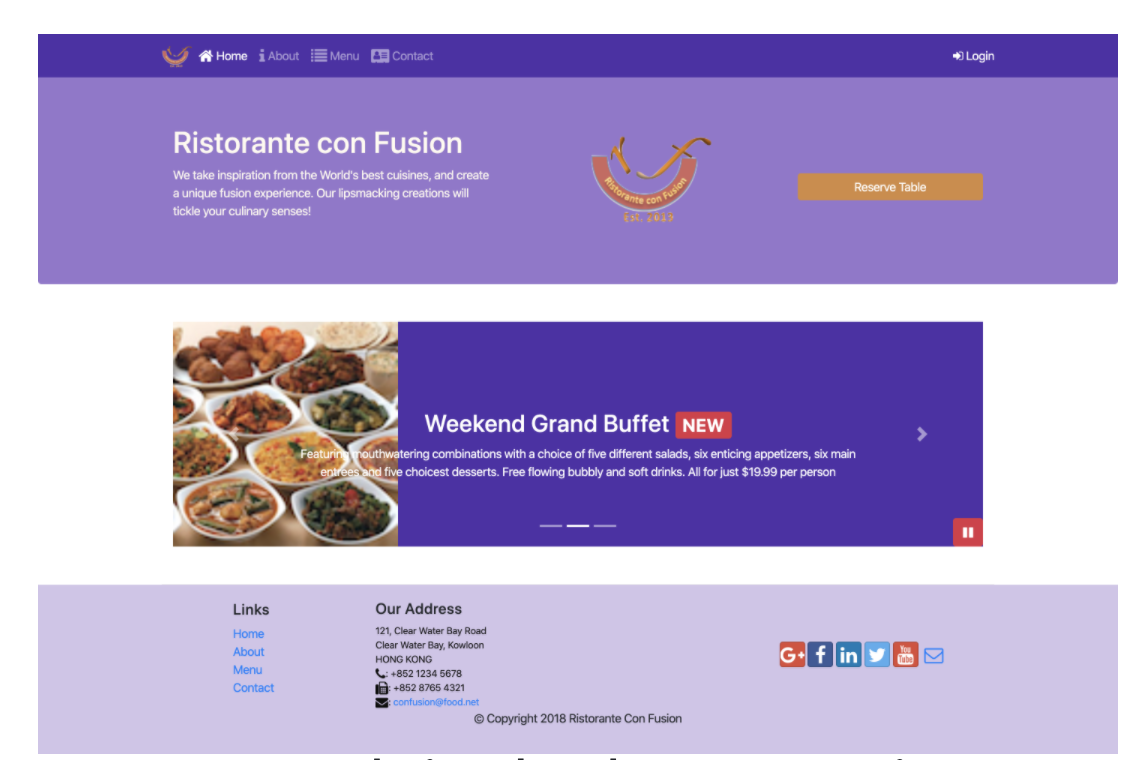 Home About Menu Contact Login
Ristorante con Fusion
We take inspiration from the World's best cuisines, and create
a unique fusion experience. Our lipsmacking creations will
tickle your culinary senses!
Ristorante con Fusion
Reserve Table
Weekend Grand Buffet NEW
Featuring mouthwatering combinations with a choice of five different salads, six enticing appetizers, six main
entrees and five choicest desserts. Free flowing bubbly and soft drinks. All for just $19.99 per person
Links
Home
About
Menu
Contact
Our Address
121, Clear Water Bay Road
Clear Water Bay, Kowloon
HONG KONG
: +852 1234 5678
: +852 8765 4321
: confusion@food.net
G+ f in You Tube
© Copyright 2018 Ristorante Con Fusion